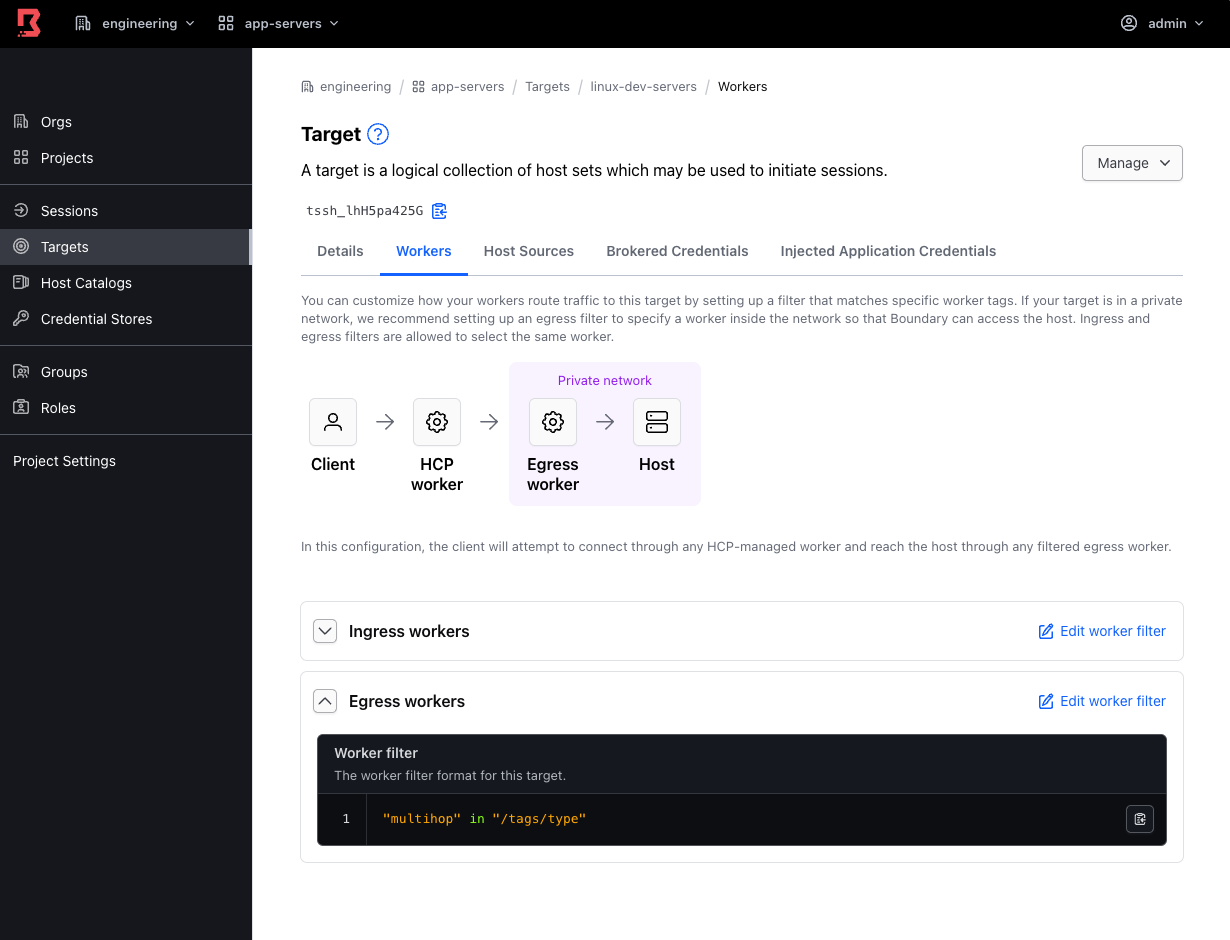 engineering app-servers admin
Orgs
Projects
Sessions
Targets
Host Catalogs
Credential Stores
Groups
Roles
Project Settings
engineering / app-servers / Targets / linux-dev-servers / Workers
Target ?
A target is a logical collection of host sets which may be used to initiate sessions.
Manage
tssh_lhH5pa425G
Details Workers Host Sources Brokered Credentials Injected Application Credentials
You can customize how your workers route traffic to this target by setting up a filter that matches specific worker tags. If your target is in a private
network, we recommend setting up an egress filter to specify a worker inside the network so that Boundary can access the host. Ingress and
egress filters are allowed to select the same worker.
Private network
Client
HCP
worker
Egress
worker
Host
In this configuration, the client will attempt to connect through any HCP-managed worker and reach the host through any filtered egress worker.
Ingress workers
Edit worker filter
Egress workers
Edit worker filter
Worker filter
The worker filter format for this target.
1 "multihop" in "/tags/type"